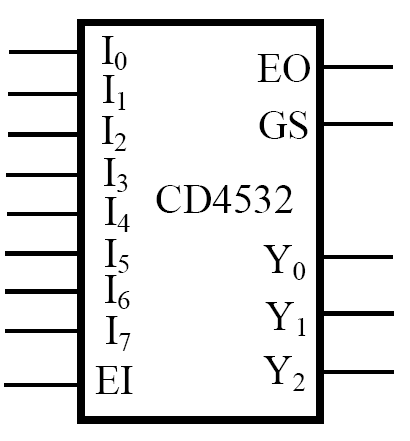 I₀
I₁
I₂
I₃
I₄
I₅
I₆
I₇
EI
CD4532
EO
GS
Y₀
Y₁
Y₂